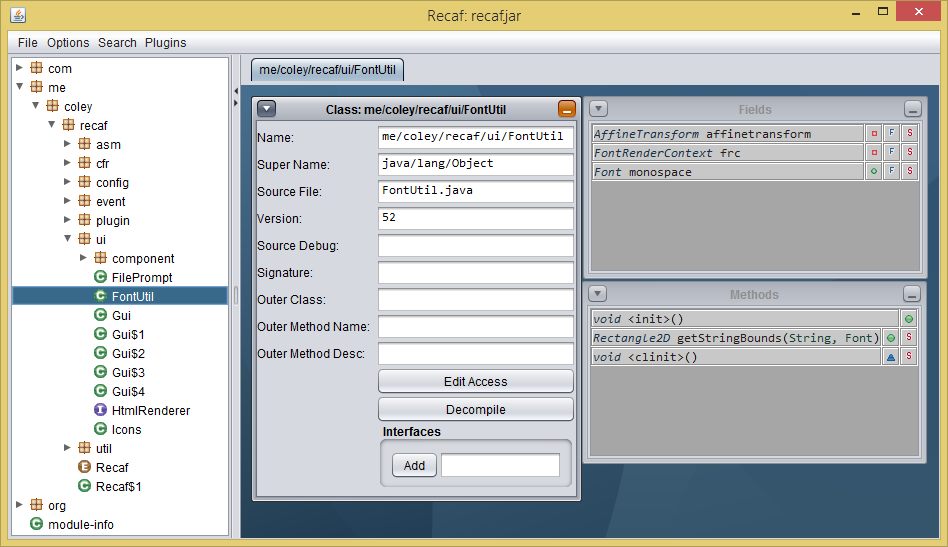 Recaf: recaf.jar
File Options Search Plugins
com
me
coley
recaf
asm
cfr
config
event
plugin
ui
component
FilePrompt
FontUtil
Gui
Gui$1
Gui$2
Gui$3
Gui$4
HtmlRenderer
Icons
util
Recaf
Recaf$1
org
module-info
me/coley/recaf/ui/FontUtil
Class: me/coley/recaf/ui/FontUtil
Name: me/coley/recaf/ui/FontUtil
Super Name: java/lang/Object
Source File: FontUtil.java
Version: 52
Source Debug:
Signature:
Outer Class:
Outer Method Name:
Outer Method Desc:
Edit Access
Decompile
Interfaces
Add
Fields
AffineTransform affinetransform F S
FontRenderContext frc F S
Font monospace F S
Methods
void <init>()
Rectangle2D getStringBounds(String, Font) S
void <clinit>() S